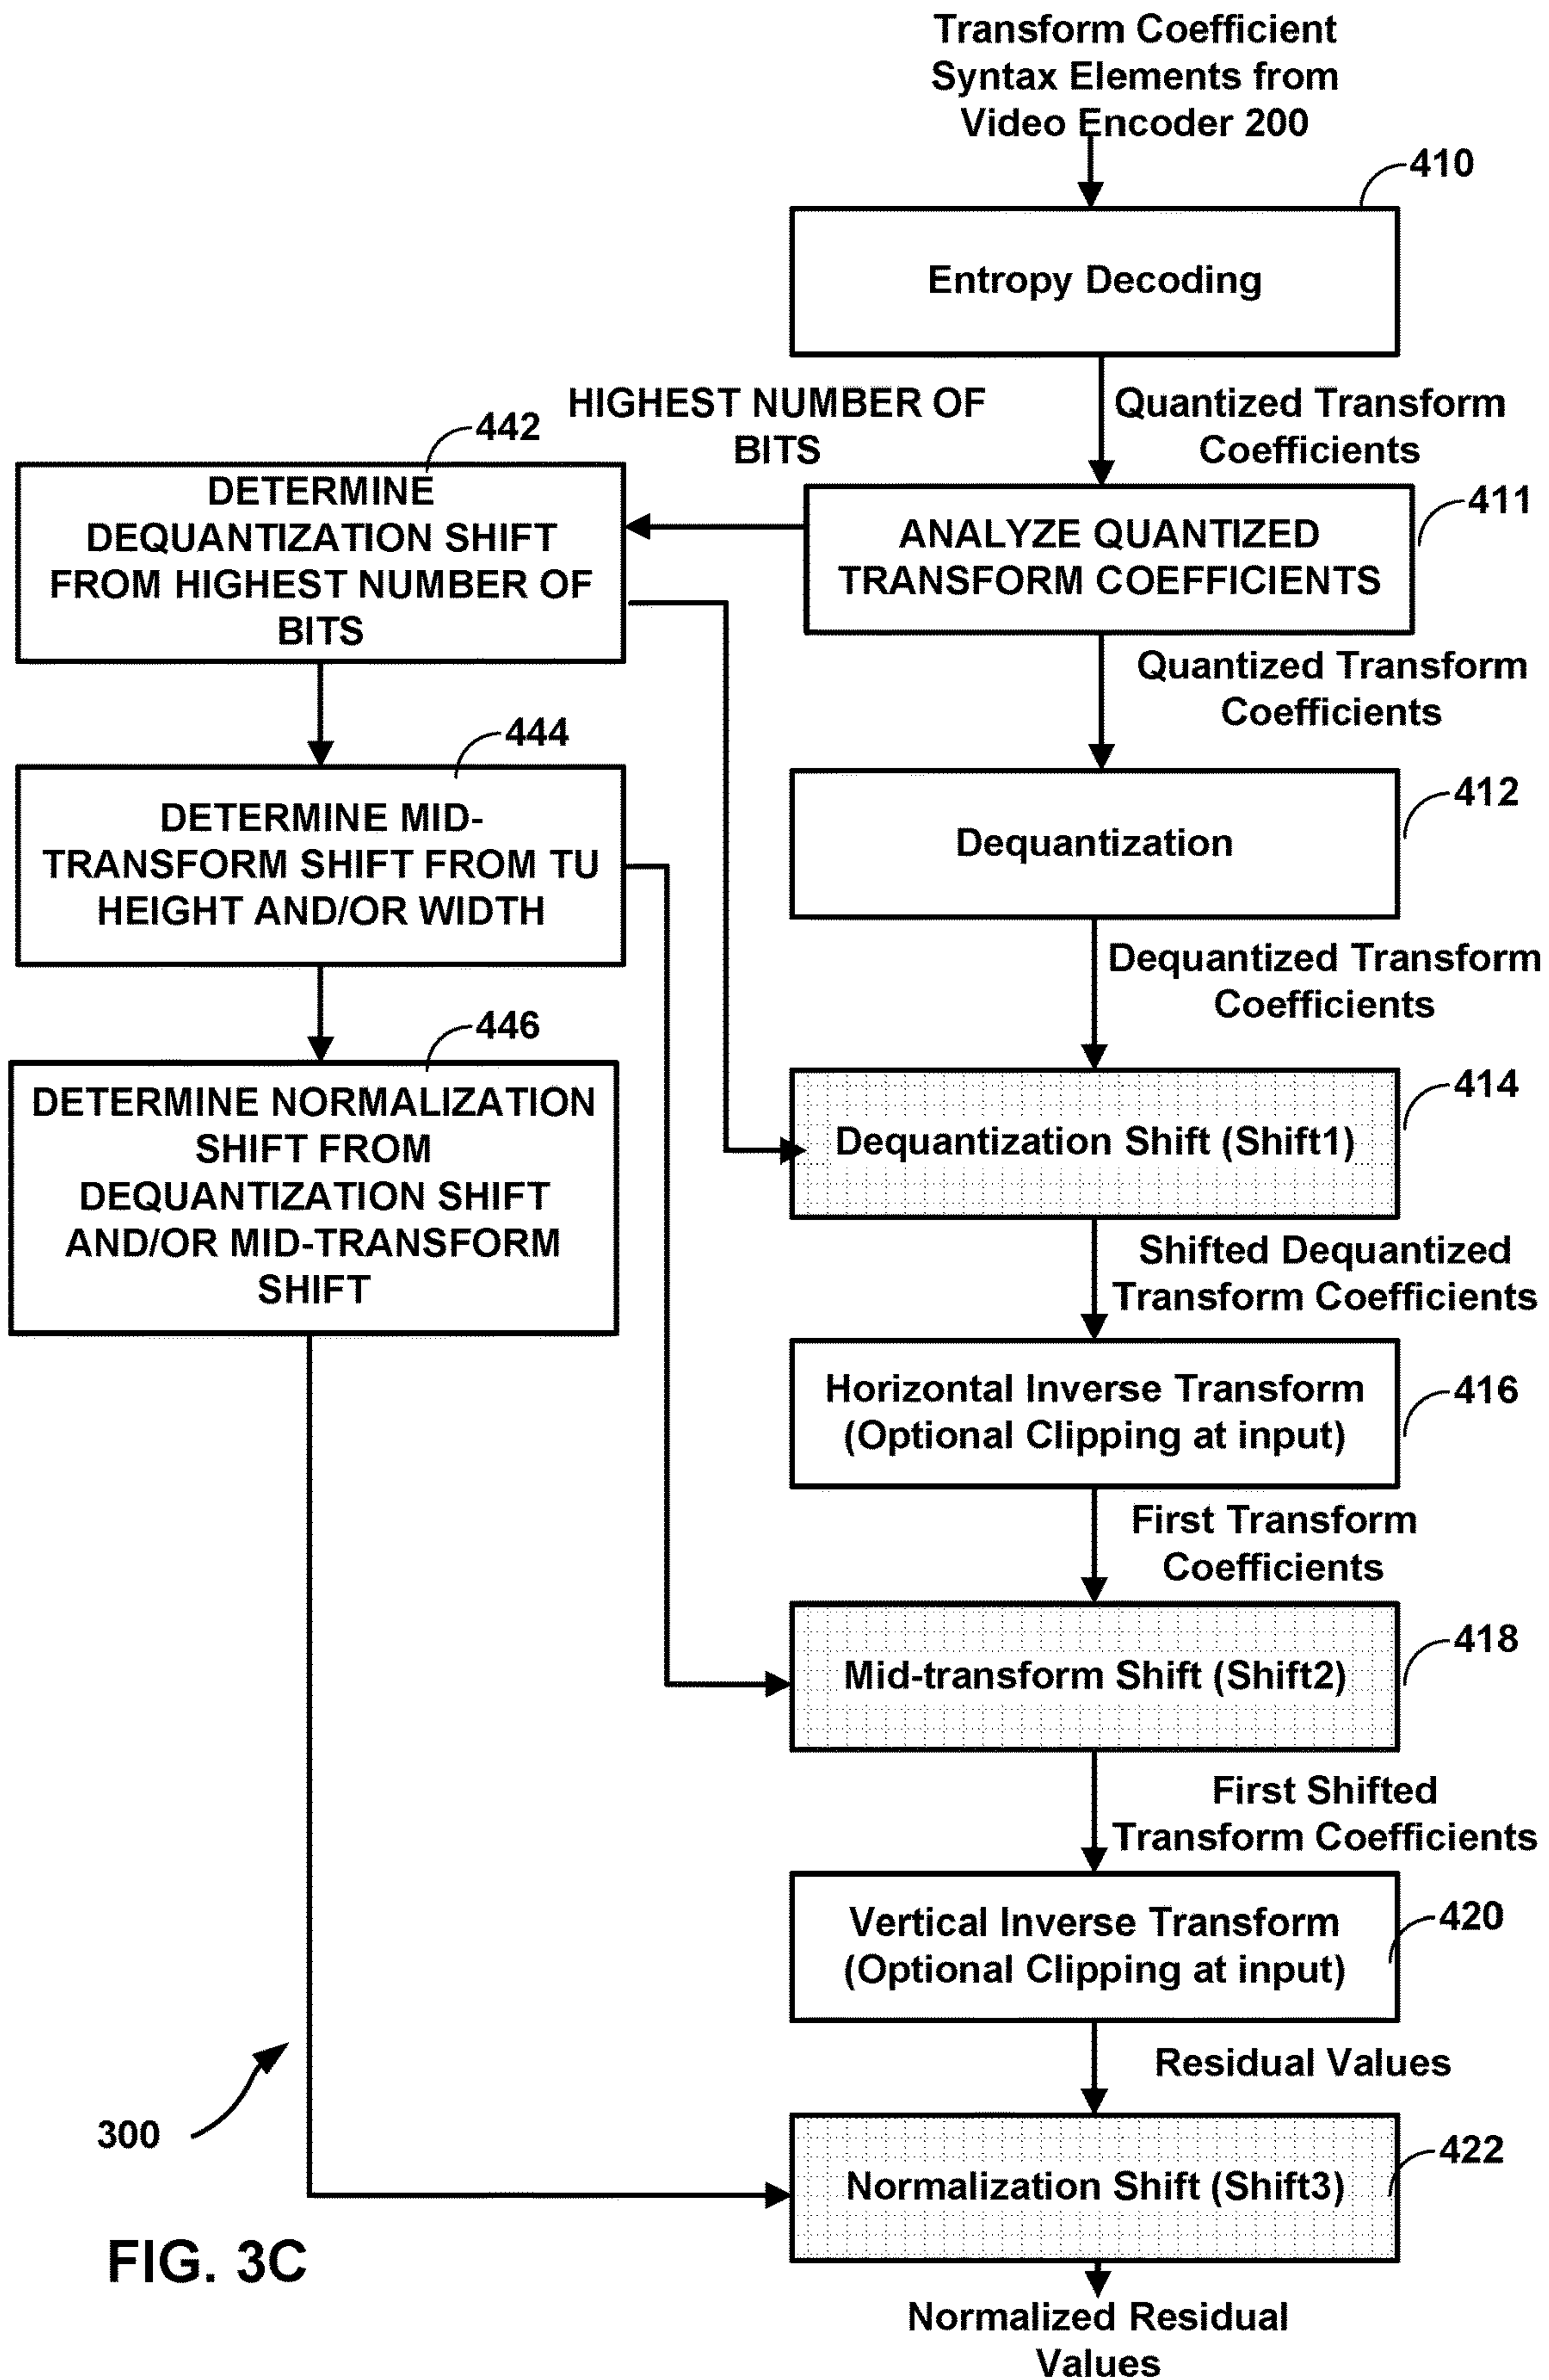 Transform Coefficient
Syntax Elements from
Video Encoder 200
410
Entropy Decoding
HIGHEST NUMBER OF
BITS
Quantized Transform
Coefficients
442
DETERMINE
DEQUANTIZATION SHIFT
FROM HIGHEST NUMBER OF
BITS
411
ANALYZE QUANTIZED
TRANSFORM COEFFICIENTS
Quantized Transform
Coefficients
444
DETERMINE MID-
TRANSFORM SHIFT FROM TU
HEIGHT AND/OR WIDTH
412
Dequantization
Dequantized Transform
Coefficients
446
DETERMINE NORMALIZATION
SHIFT FROM
DEQUANTIZATION SHIFT
AND/OR MID-TRANSFORM
SHIFT
414
Dequantization Shift (Shift1)
Shifted Dequantized
Transform Coefficients
416
Horizontal Inverse Transform
(Optional Clipping at input)
First Transform
Coefficients
418
Mid-transform Shift (Shift2)
First Shifted
Transform Coefficients
420
Vertical Inverse Transform
(Optional Clipping at input)
Residual Values
300
422
Normalization Shift (Shift3)
FIG. 3C
Normalized Residual
Values